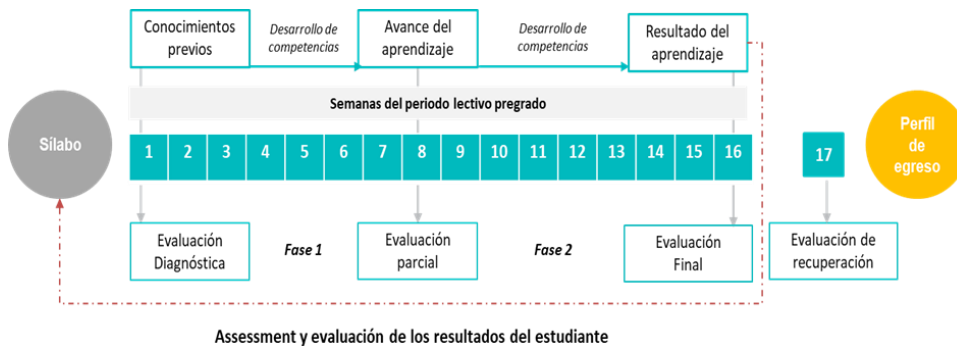 Conocimientos
previos
Desarrollo de
competencias
Avance del
aprendizaje
Desarrollo de
competencias
Resultado del
aprendizaje
Semanas del periodo lectivo pregrado
Sílabo
1 2 3 4 5 6 7 8 9 10 11 12 13 14 15 16
17
Perfil
de
egreso
Evaluación
Diagnóstica
Fase 1
Evaluación
parcial
Fase 2
Evaluación
Final
Evaluación de
recuperación
Assessment y evaluación de los resultados del estudiante